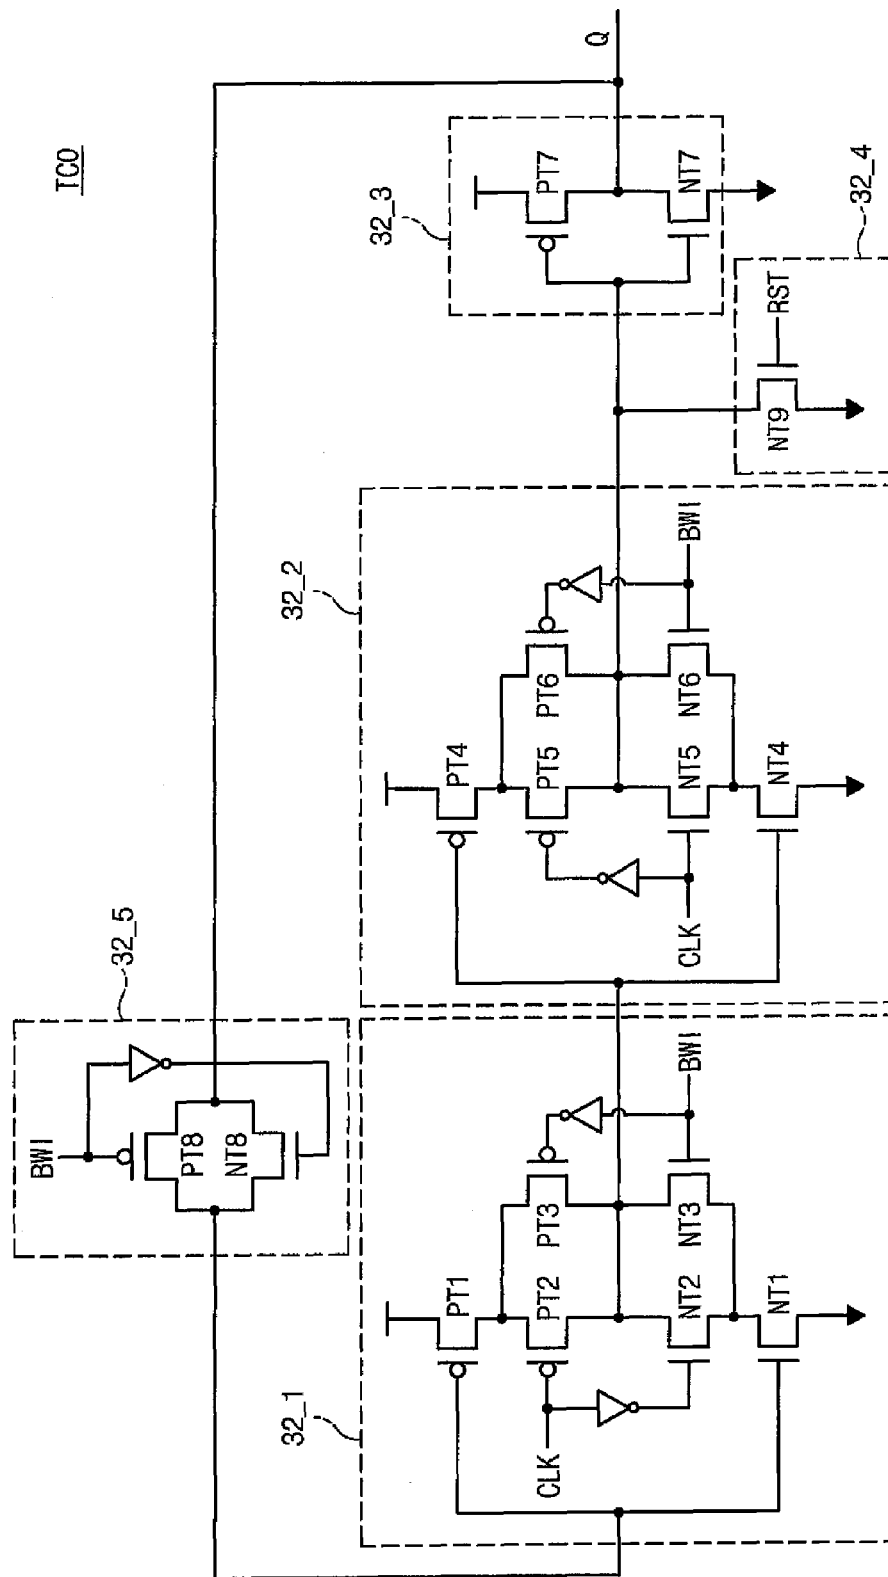 TCO
BWI
32_5
PT8
NT8
Q
32_1
PT1
PT2
PT3
CLK
NT2
NT3
BWI
NT1
32_2
PT4
PT5
PT6
CLK
NT5
NT6
BWI
NT4
32_3
PT7
NT7
32_4
NT9
RST